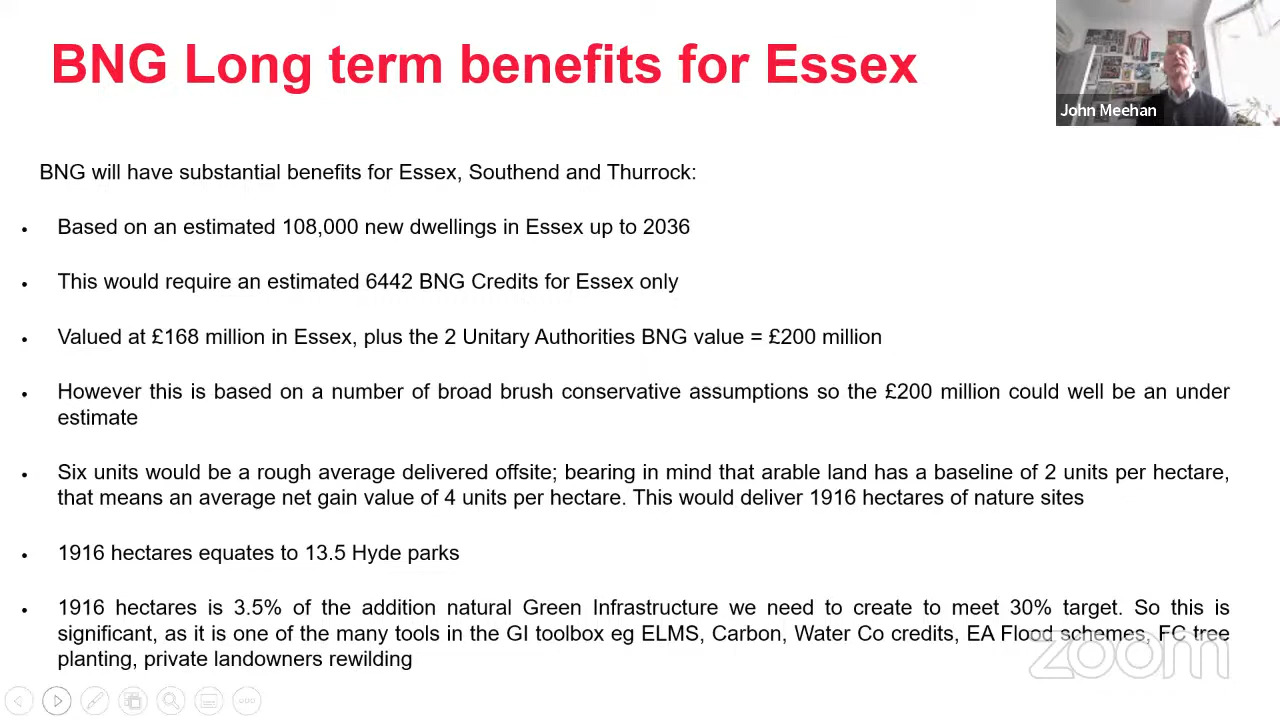 BNG Long term benefits for Essex
John Meehan
BNG will have substantial benefits for Essex, Southend and Thurrock:
• Based on an estimated 108,000 new dwellings in Essex up to 2036
• This would require an estimated 6442 BNG Credits for Essex only
• Valued at £168 million in Essex, plus the 2 Unitary Authorities BNG value = £200 million
• However this is based on a number of broad brush conservative assumptions so the £200 million could well be an under
estimate
• Six units would be a rough average delivered offsite; bearing in mind that arable land has a baseline of 2 units per hectare,
that means an average net gain value of 4 units per hectare. This would deliver 1916 hectares of nature sites
• 1916 hectares equates to 13.5 Hyde parks
• 1916 hectares is 3.5% of the addition natural Green Infrastructure we need to create to meet 30% target. So this is
significant, as it is one of the many tools in the GI toolbox eg ELMS, Carbon, Water Co credits, EA Flood schemes, FC tree
planting, private landowners rewilding
zoom